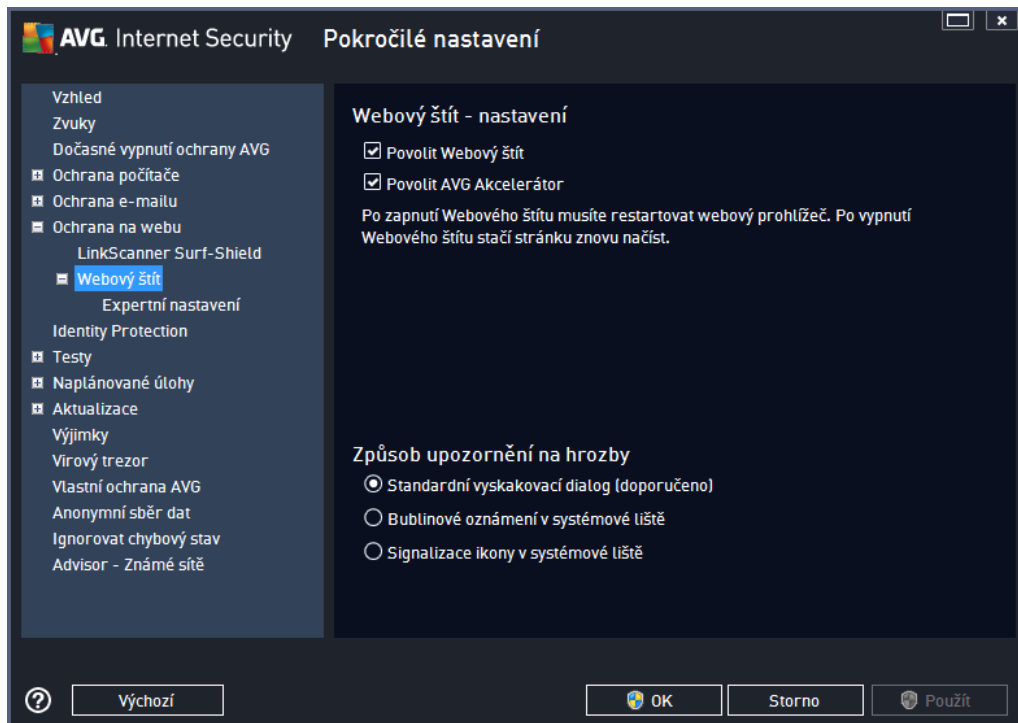 AVG. Internet Security Pokročilé nastavení
Vzhled
Zvuky
Dočasné vypnutí ochrany AVG
Ochrana počítače
Ochrana e-mailu
Ochrana na webu
LinkScanner Surf-Shield
Webový štít
Expertní nastavení
Identity Protection
Testy
Naplánované úlohy
Aktualizace
Výjimky
Virový trezor
Vlastní ochrana AVG
Anonymní sběr dat
Ignorovat chybový stav
Advisor - Známé sítě
Webový štít - nastavení
Povolit Webový štít
Povolit AVG Akcelerátor
Po zapnutí Webového štítu musíte restartovat webový prohlížeč. Po vypnutí
Webového štítu stačí stránku znovu načíst.
Způsob upozornění na hrozby
Standardní vyskakovací dialog (doporučeno)
Bublinové oznámení v systémové liště
Signalizace ikony v systémové liště
? Výchozí OK Storno Použít